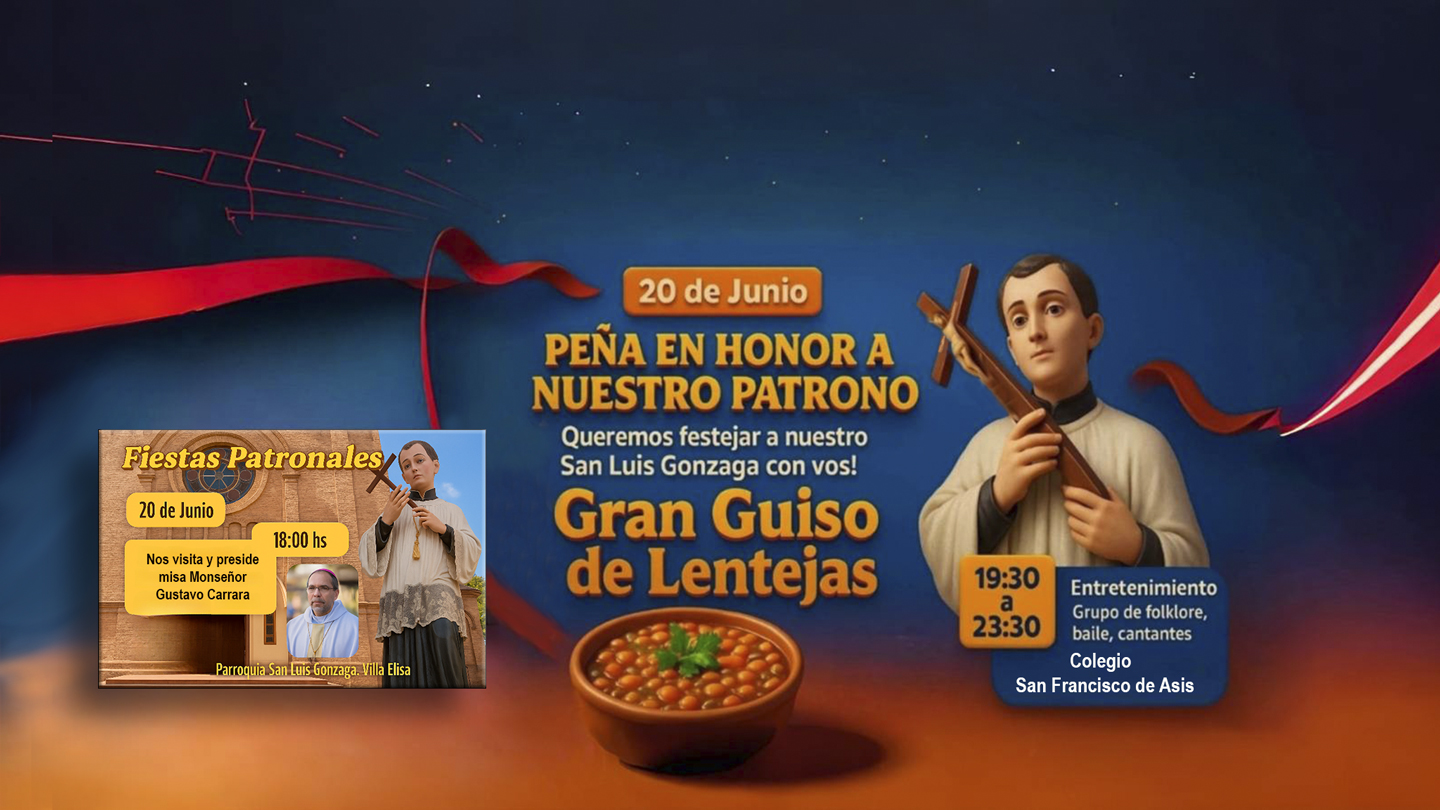 Fiestas Patronales
20 de Junio
18:00 hs
Nos visita y preside
misa Monseñor
Gustavo Carrara
Parroquia San Luis Gonzaga. Villa Elisa
20 de Junio
PEÑA EN HONOR A
NUESTRO PATRONO
Queremos festejar a nuestro
San Luis Gonzaga con vos!
Gran Guiso
de Lentejas
19:30
a
23:30
Entretenimiento
Grupo de folklore,
baile, cantantes
Colegio
San Francisco de Asis